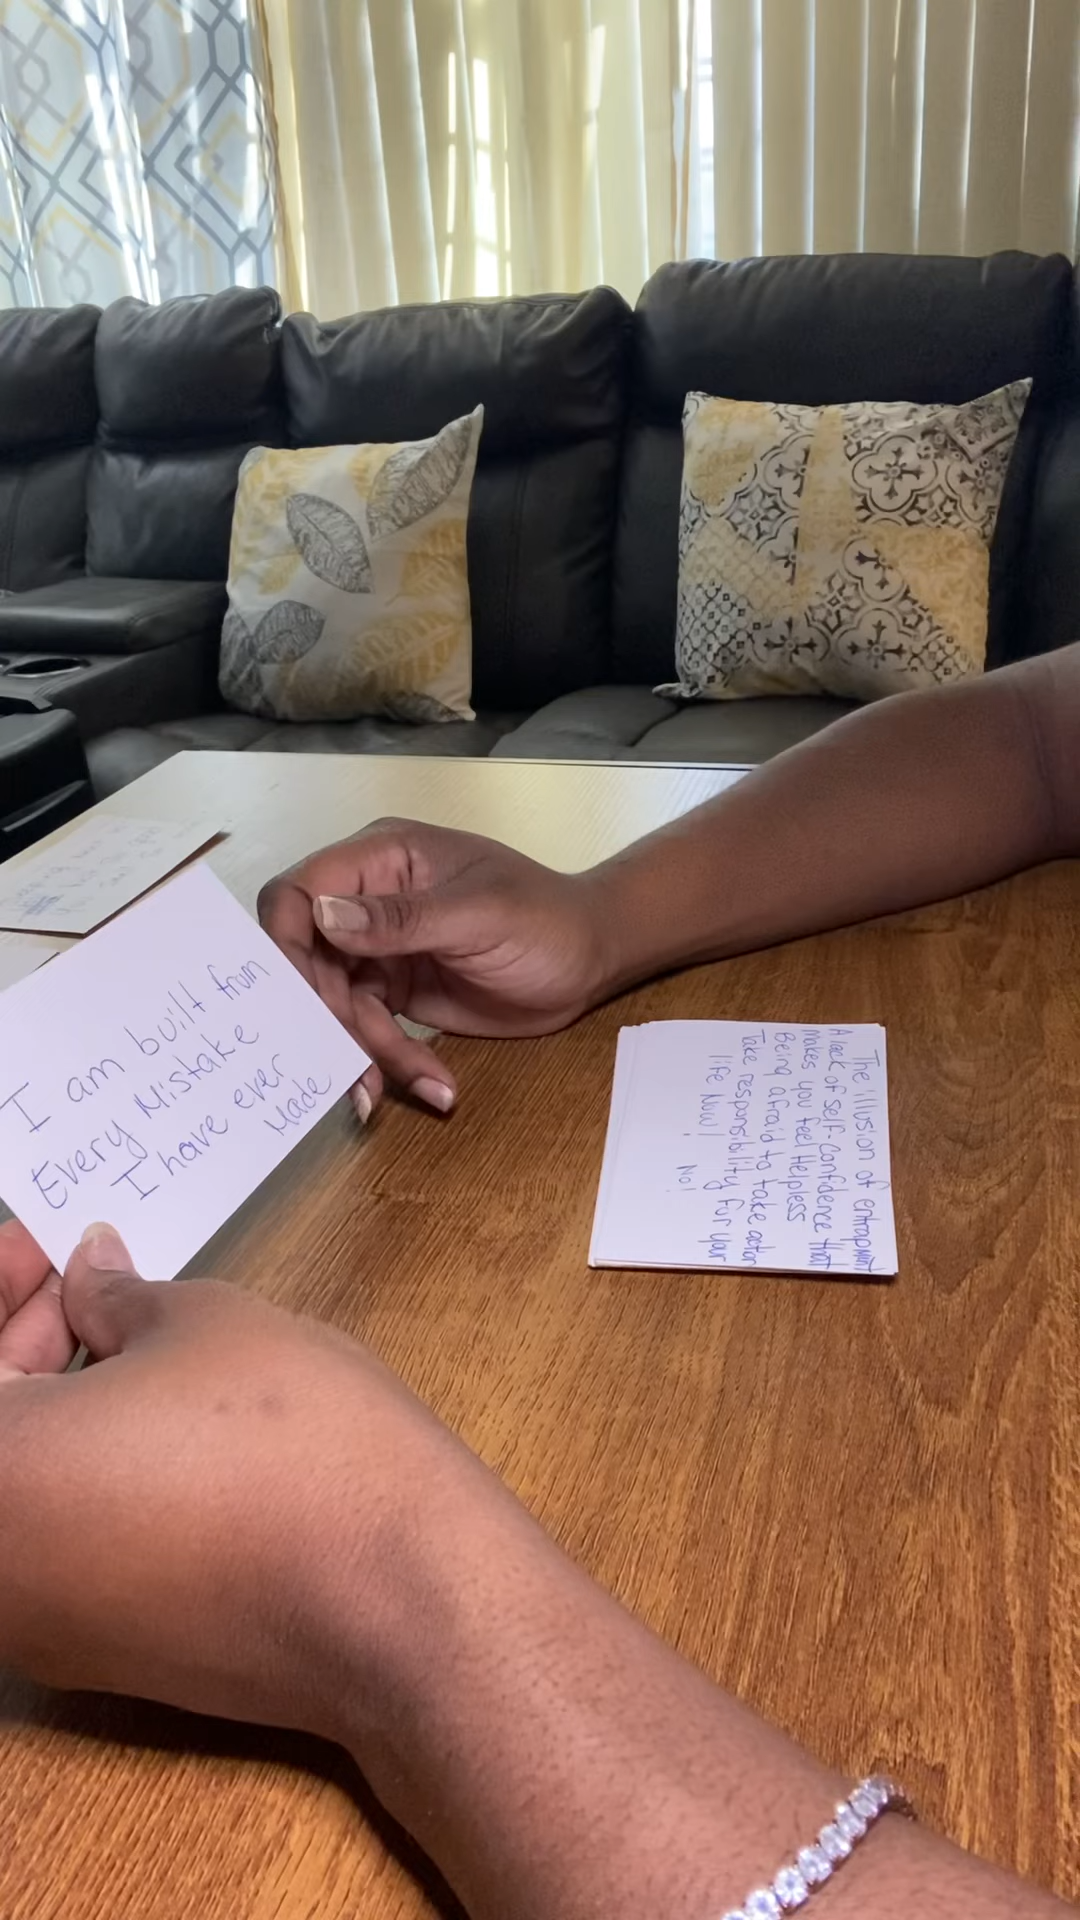 I am built from
Every Mistake
I have ever
Made
The illusion of entrapmint
A lack of self-confidence that
makes you feel Helpless
Being afraid to take action
Take responsibility for your
life Now! No!